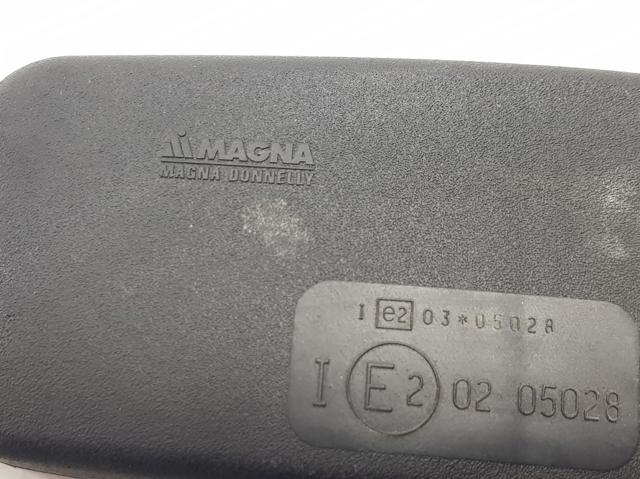 MAGNA
MAGNA DONNELLY
I e2 03*05028
I E2 02 05028